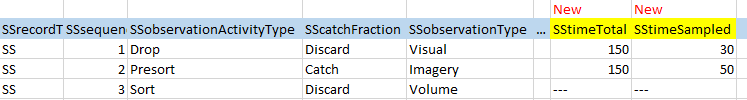 New New
SSrecordT SSsequen SSobservationActivityType SScatchFraction SSobservationType ... SStimeTotal SStimeSampled
SS 1 Drop Discard Visual 150 30
SS 2 Presort Catch Imagery 150 50
SS 3 Sort Discard Volume --- ---